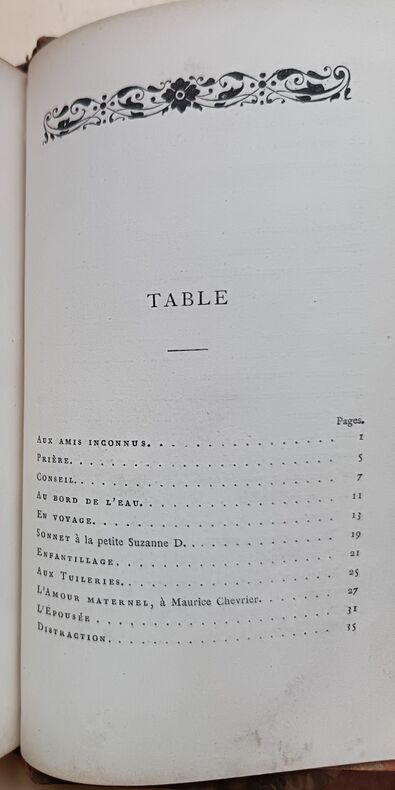 TABLE
Pages.
AUX AMIS INCONNUS. . . . . . . . . . . . . . . 1
PRIÈRE. . . . . . . . . . . . . . . . . . . . . 5
CONSEIL. . . . . . . . . . . . . . . . . . . . 7
AU BORD DE L'EAU. . . . . . . . . . . . . . . . 11
EN VOYAGE. . . . . . . . . . . . . . . . . . . 13
SONNET à la petite Suzanne D. . . . . . . . . . 19
ENFANTILLAGE. . . . . . . . . . . . . . . . . . 21
AUX TUILERIES. . . . . . . . . . . . . . . . . 25
L'AMOUR MATERNEL, à Maurice Chevrier. . . . . . 27
L'ÉPOUSÉE . . . . . . . . . . . . . . . . . . . 31
DISTRACTION. . . . . . . . . . . . . . . . . . 35